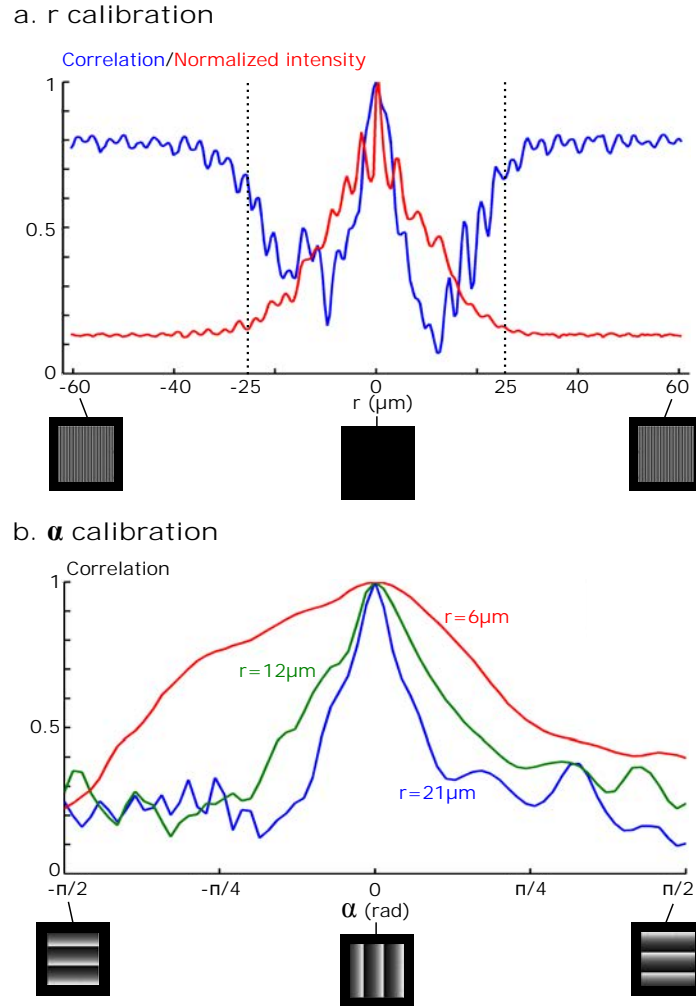 a. r calibration
Correlation/Normalized intensity
1
0.5
0
-60 -40 -25 0 25 40 60
r (µm)
b. α calibration
Correlation
1
r=6µm
r=12µm
0.5
r=21µm
0
-π/2 -π/4 0 π/4 π/2
α (rad)